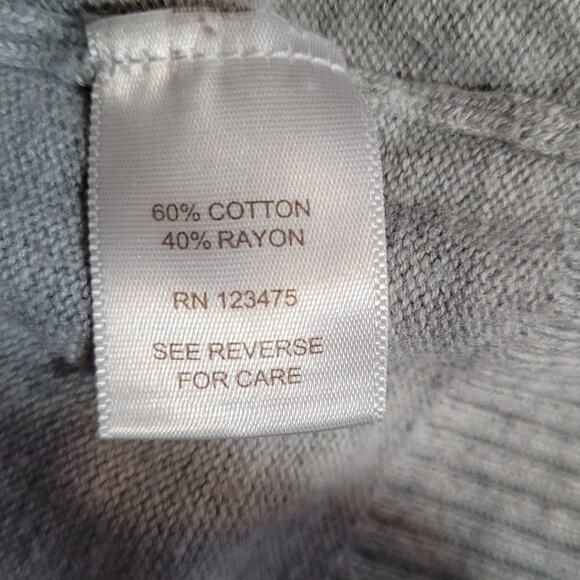 60% COTTON
40% RAYON
RN 123475
SEE REVERSE
FOR CARE